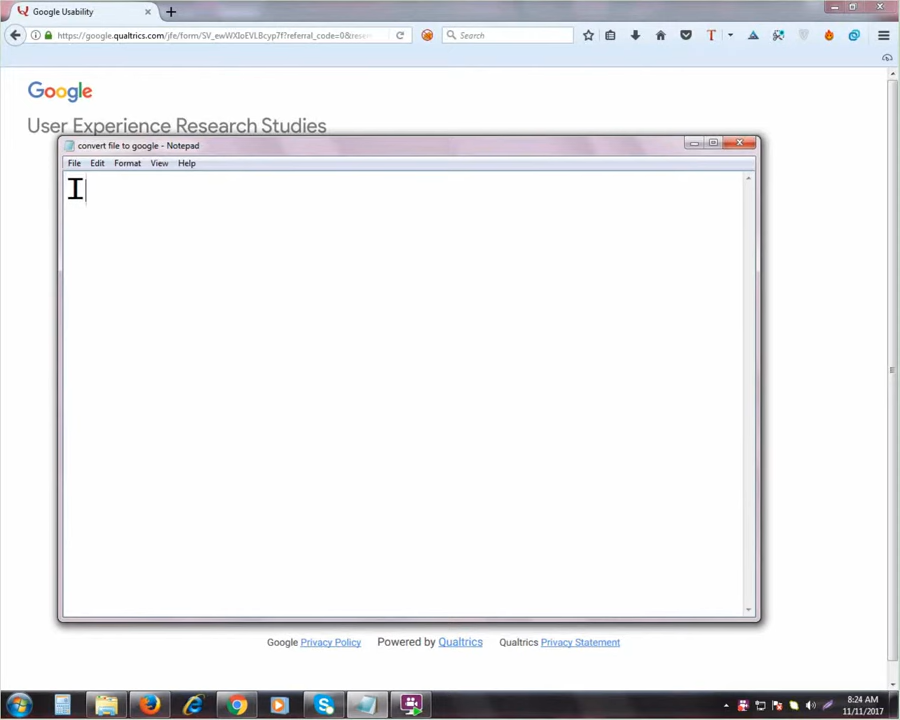 Google Usability
https://google.qualtrics.com/jfe/form/SV_ewWXIoEVLBcyp7f?referral_code=0&rese
Search
Google
User Experience Research Studies
convert file to google - Notepad
File Edit Format View Help
Google Privacy Policy Powered by Qualtrics Qualtrics Privacy Statement
8:24 AM
11/11/2017